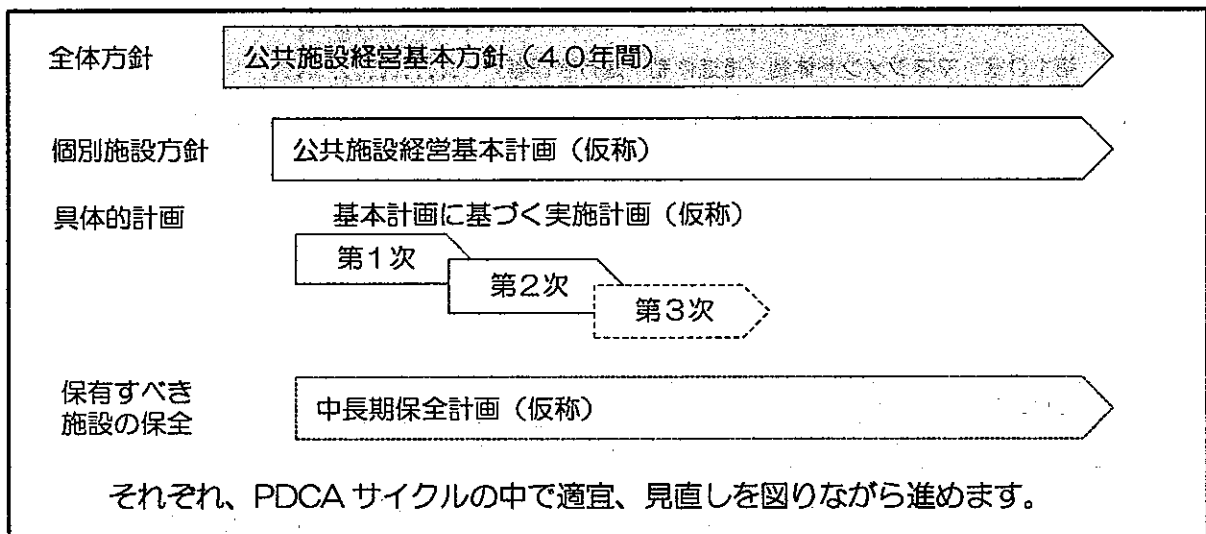 全体方針
公共施設経営基本方針（４０年間）
個別施設方針
公共施設経営基本計画（仮称）
具体的計画
基本計画に基づく実施計画（仮称）
第１次
第２次
第３次
保有すべき
施設の保全
中長期保全計画（仮称）
それぞれ、PDCAサイクルの中で適宜、見直しを図りながら進めます。